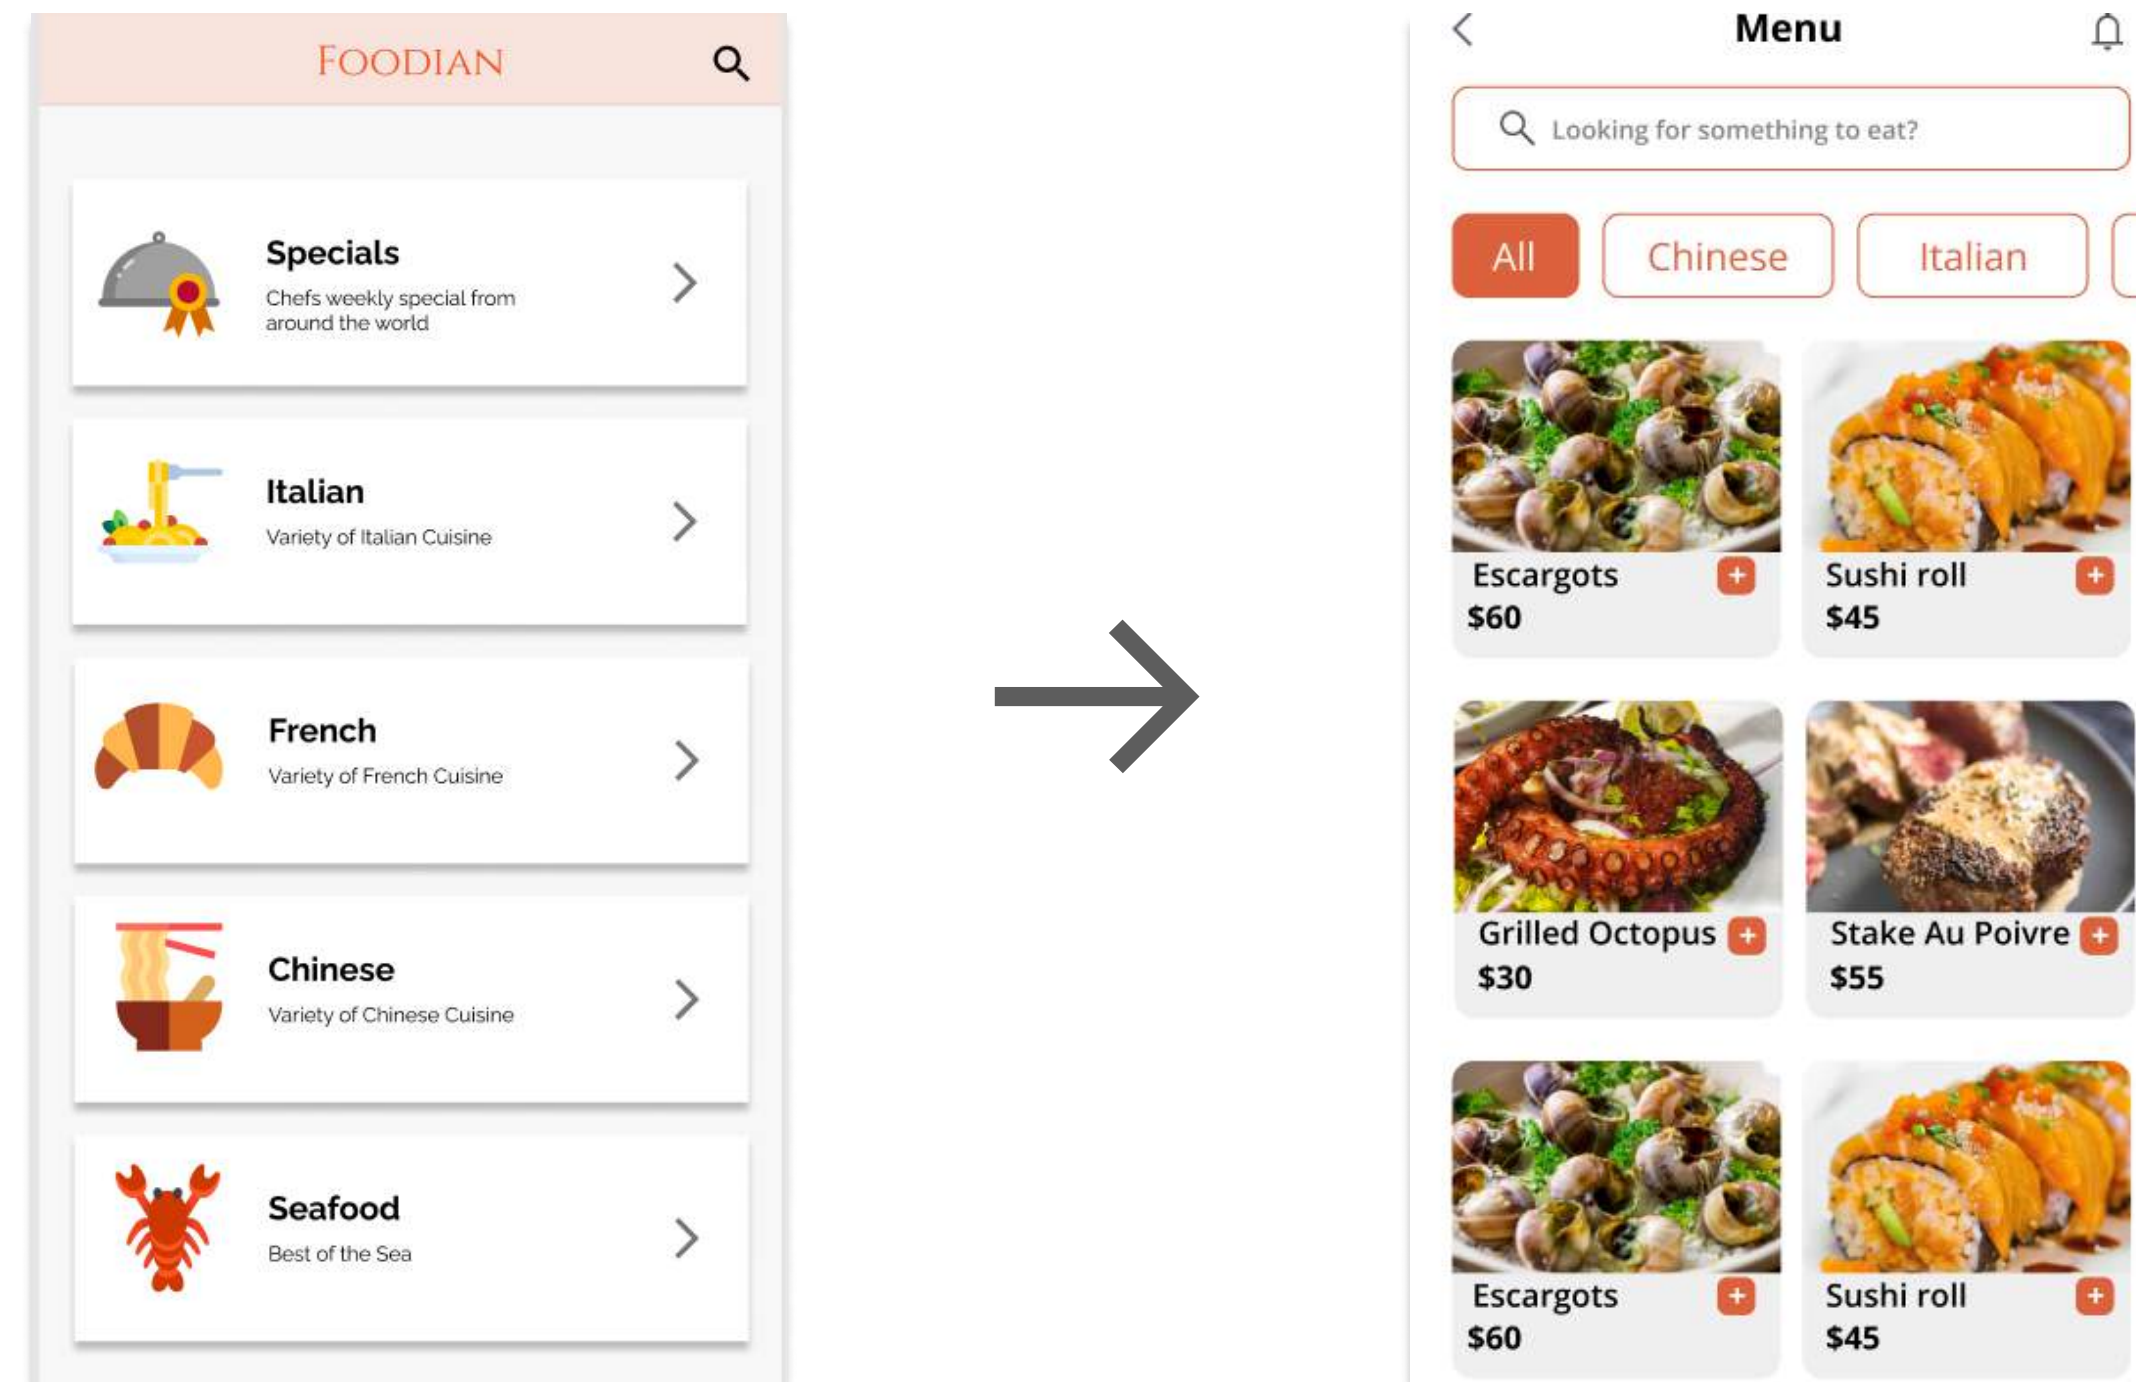 FOODIAN
Specials
Chefs weekly special from
around the world
Italian
Variety of Italian Cuisine
French
Variety of French Cuisine
Chinese
Variety of Chinese Cuisine
Seafood
Best of the Sea
Menu
Looking for something to eat?
All Chinese Italian
Escargots + Sushi roll +
$60 $45
Grilled Octopus + Stake Au Poivre +
$30 $55
Escargots + Sushi roll +
$60 $45